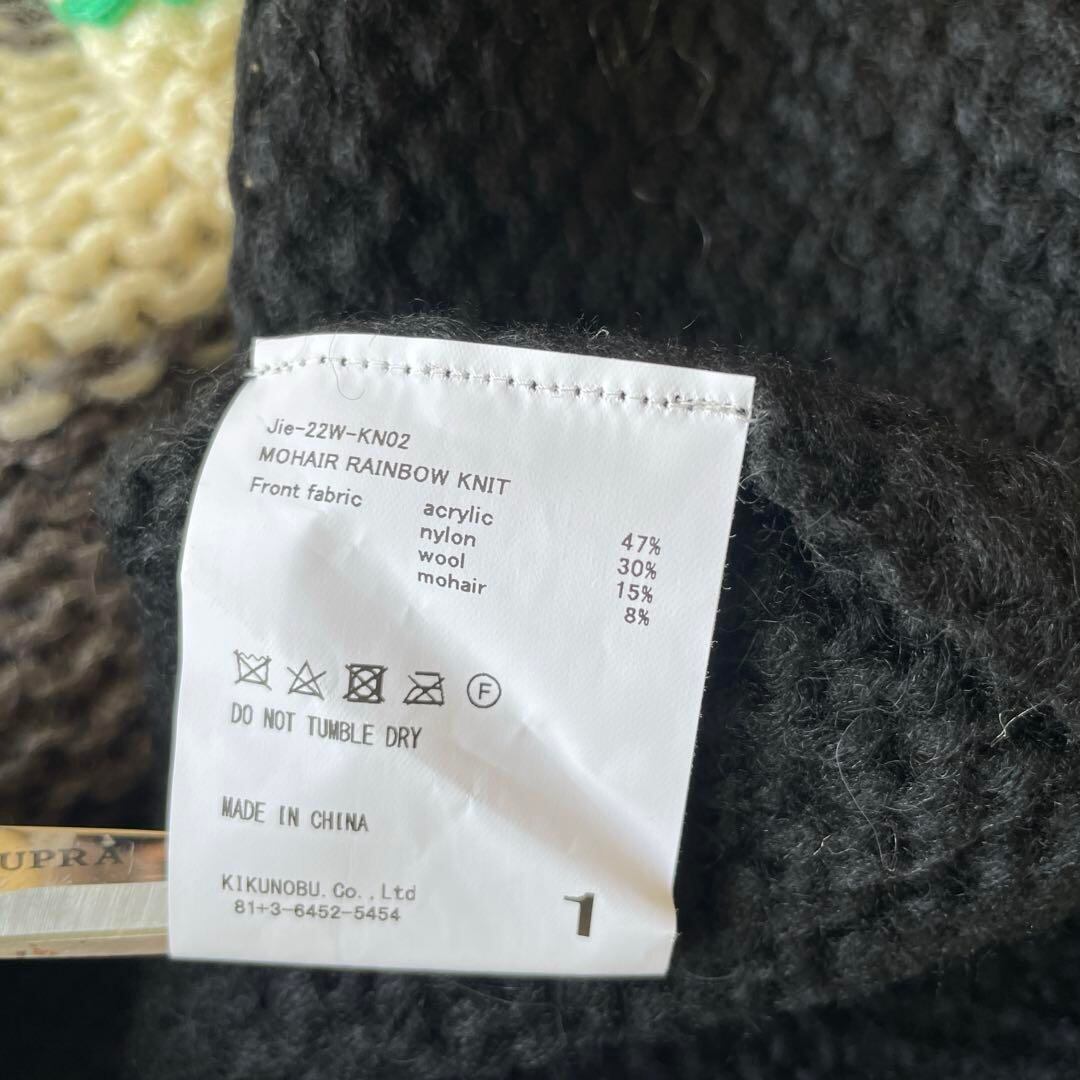 Jie-22W-KN02
MOHAIR RAINBOW KNIT
Front fabric
acrylic 47%
nylon 30%
wool 15%
mohair 8%
F
DO NOT TUMBLE DRY
MADE IN CHINA
UPRA
KIKUNOBU.Co.,Ltd
81+3-6452-5454
1